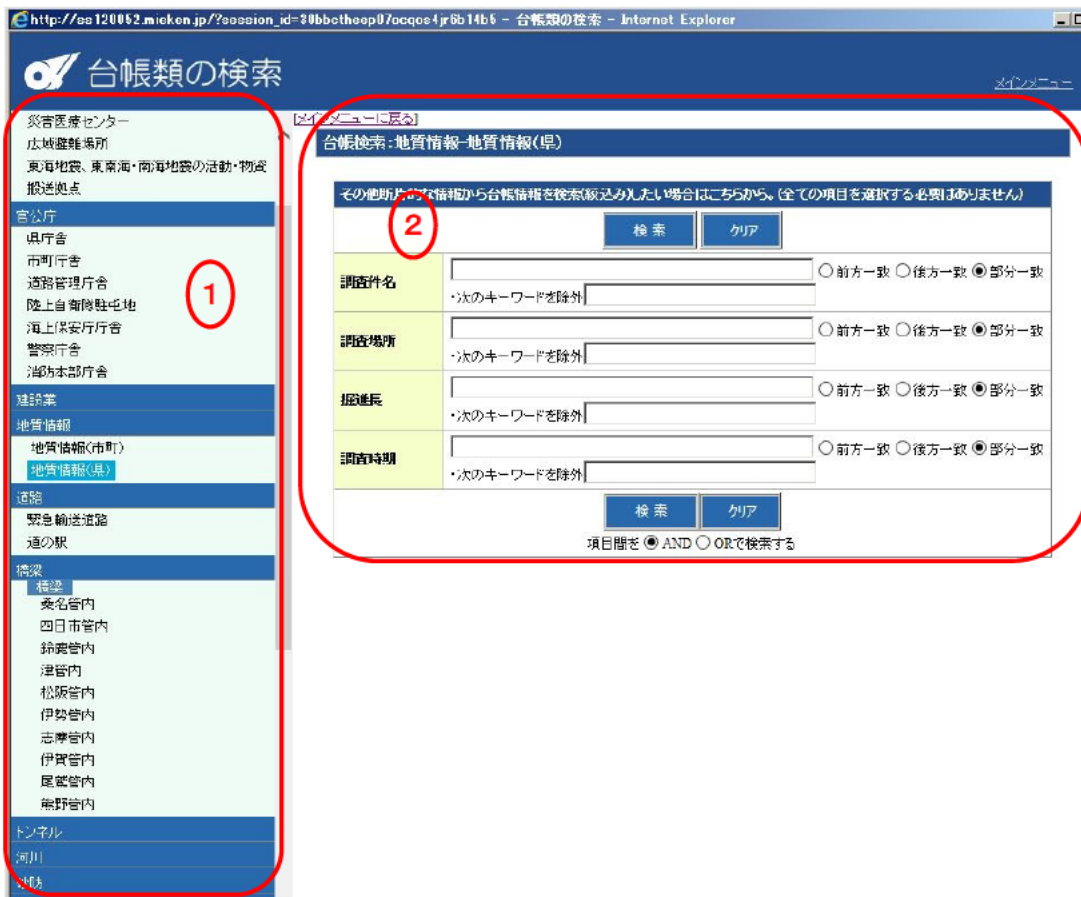 http://ss120052.mieken.jp/?session_id=30bbctheep07ocqos4jr6b14b5 - 台帳類の検索 - Internet Explorer
台帳類の検索
メインメニュー
災害医療センター
広域避難場所
東海地震、東南海・南海地震の活動・物資
搬送拠点
官公庁
県庁舎
市町庁舎
道路管理庁舎
陸上自衛隊駐屯地
海上保安庁庁舎
警察庁舎
消防本部庁舎
建設業
地質情報
地質情報(市町)
地質情報(県)
道路
緊急輸送道路
道の駅
橋梁
橋梁
桑名管内
四日市管内
鈴鹿管内
津管内
松阪管内
伊勢管内
志摩管内
伊賀管内
尾鷲管内
熊野管内
トンネル
河川
砂防
1
[メインメニューに戻る]
台帳検索:地質情報-地質情報(県)
その他断片的な情報から台帳情報を検索(絞込み)したい場合はこちらから。(全ての項目を選択する必要はありません)
2
検索 クリア
調査件名 ○前方一致 ○後方一致 ◉部分一致
・次のキーワードを除外
調査場所 ○前方一致 ○後方一致 ◉部分一致
・次のキーワードを除外
掘進長 ○前方一致 ○後方一致 ◉部分一致
・次のキーワードを除外
調査時期 ○前方一致 ○後方一致 ◉部分一致
・次のキーワードを除外
検索 クリア
項目間を ◉ AND ○ ORで検索する